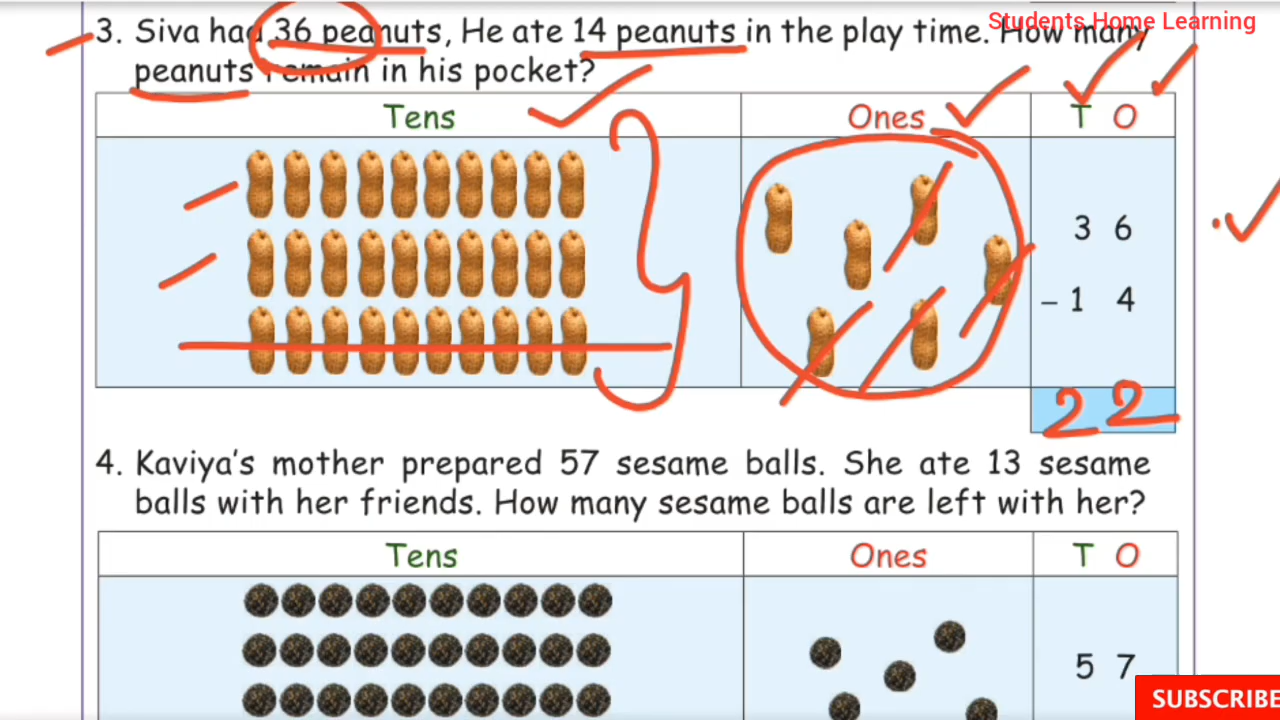 Students Home Learning
3. Siva had 36 peanuts, He ate 14 peanuts in the play time. How many
peanuts remain in his pocket?
Tens Ones T O
3 6
– 1 4
2 2
4. Kaviya's mother prepared 57 sesame balls. She ate 13 sesame
balls with her friends. How many sesame balls are left with her?
Tens Ones T O
5 7
SUBSCRIBE